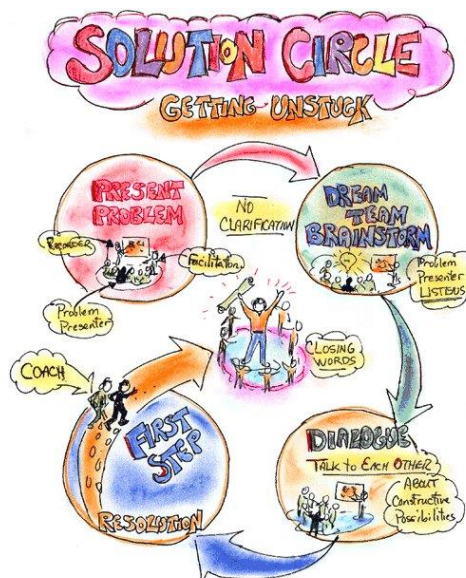 SOLUTION CIRCLE
GETTING UNSTUCK
PRESENT
PROBLEM
RECORDER
Facilitator
Problem
Presenter
NO
CLARIFICATION
DREAM
TEAM
BRAINSTORM
Problem
Presenter
LISTENS
DIALOGUE
TALK TO EACH OTHER
ABOUT
Constructive
Possibilities
FIRST
STEP
RESOLUTION
COACH
CLOSING
WORDS